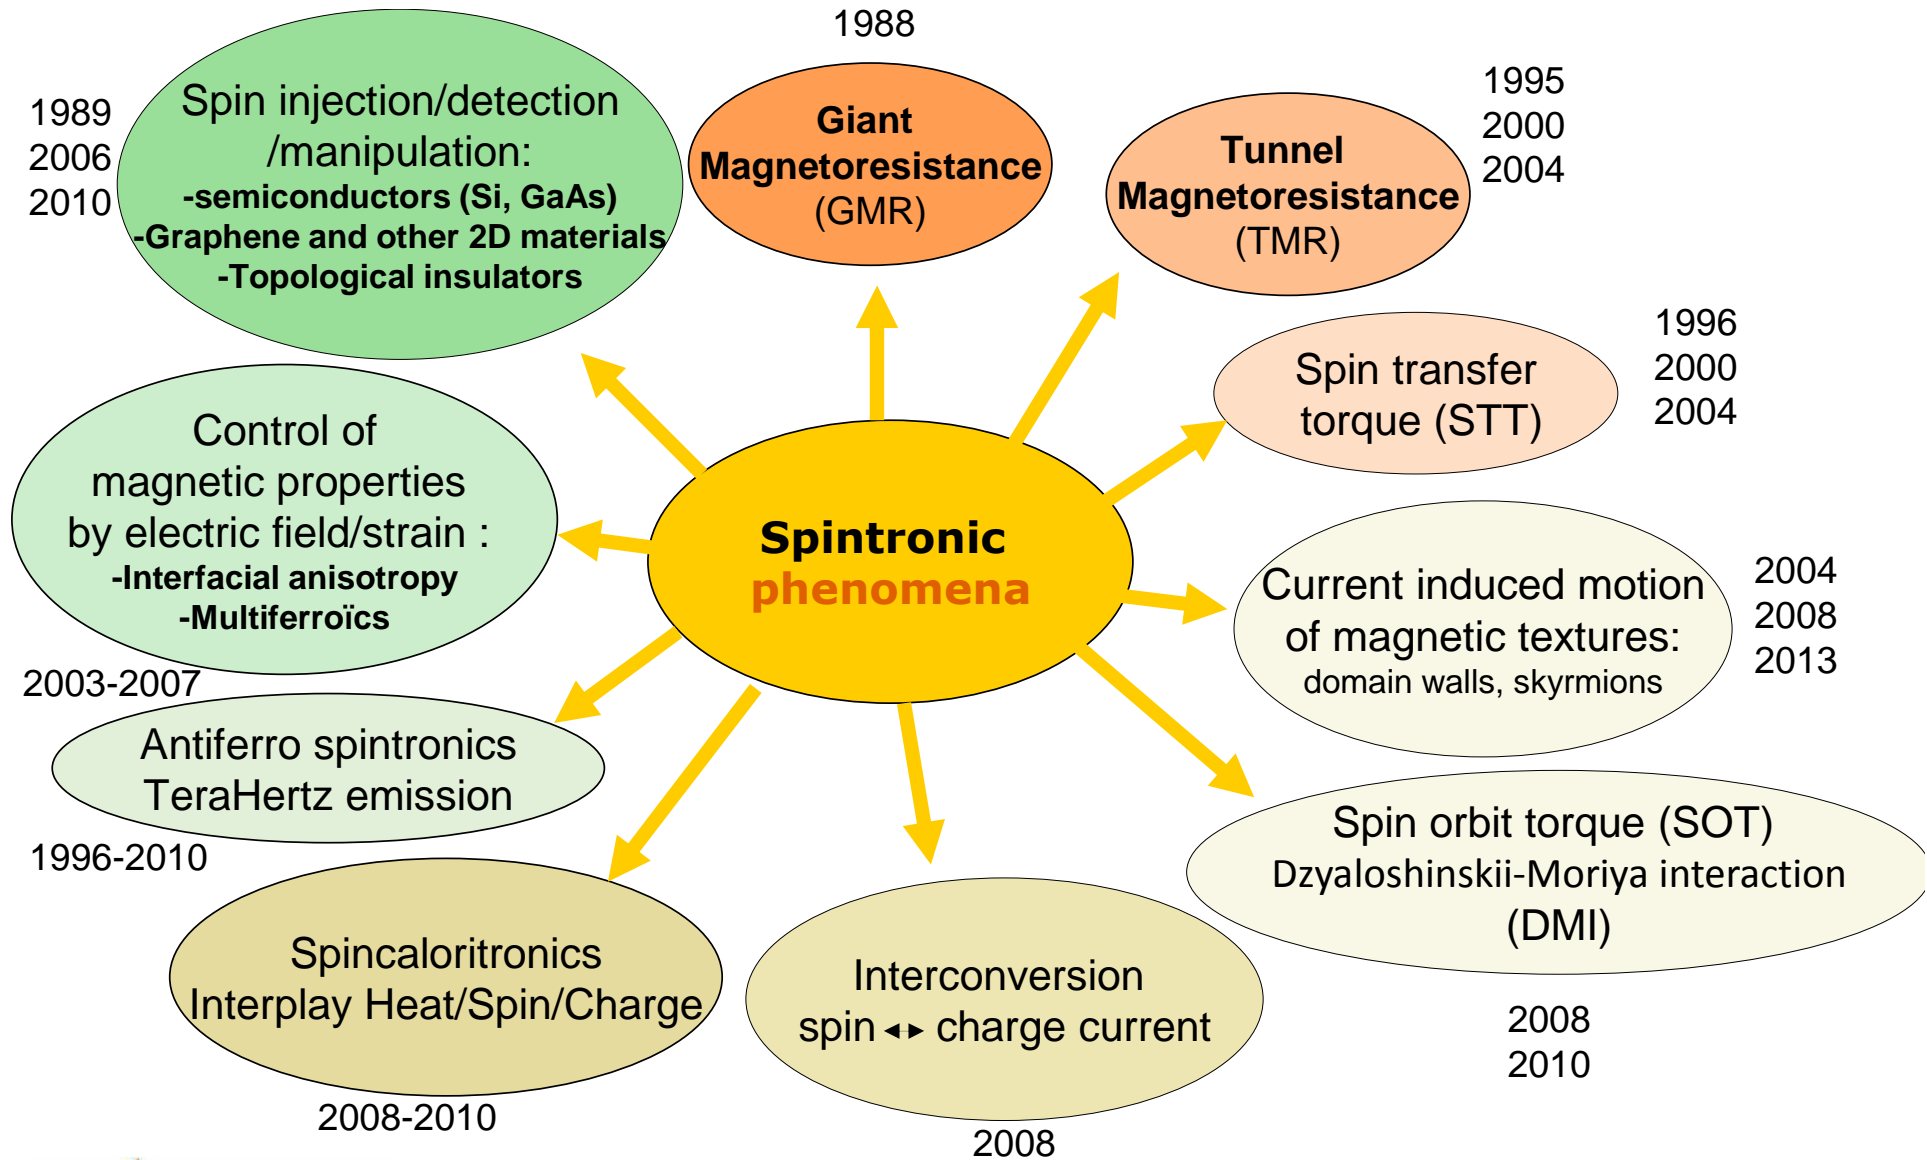 1988
Giant
Magnetoresistance
(GMR)
1995
2000
2004
Tunnel
Magnetoresistance
(TMR)
1996
2000
2004
Spin transfer
torque (STT)
2004
2008
2013
Current induced motion
of magnetic textures:
domain walls, skyrmions
Spin orbit torque (SOT)
Dzyaloshinskii-Moriya interaction
(DMI)
2008
2010
Interconversion
spin ↔ charge current
2008
Spincaloritronics
Interplay Heat/Spin/Charge
2008-2010
Antiferro spintronics
TeraHertz emission
1996-2010
Control of
magnetic properties
by electric field/strain :
-Interfacial anisotropy
-Multiferroïcs
2003-2007
1989
2006
2010
Spin injection/detection
/manipulation:
-semiconductors (Si, GaAs)
-Graphene and other 2D materials
-Topological insulators
Spintronic
phenomena